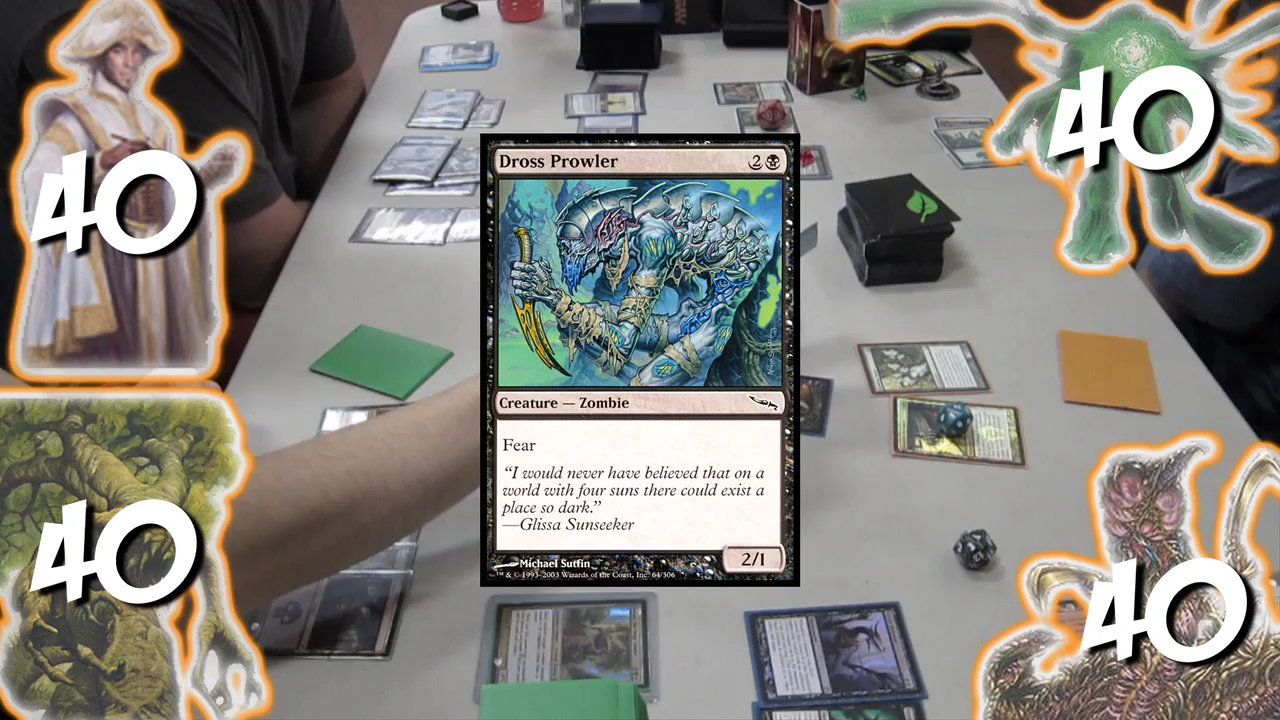 40
40
Dross Prowler 2
Creature — Zombie
Fear
“I would never have believed that on a
world with four suns there could exist a
place so dark.”
—Glissa Sunseeker
2/1
Michael Sutfin
™ & © 1993-2003 Wizards of the Coast, Inc. 64/306
40
40